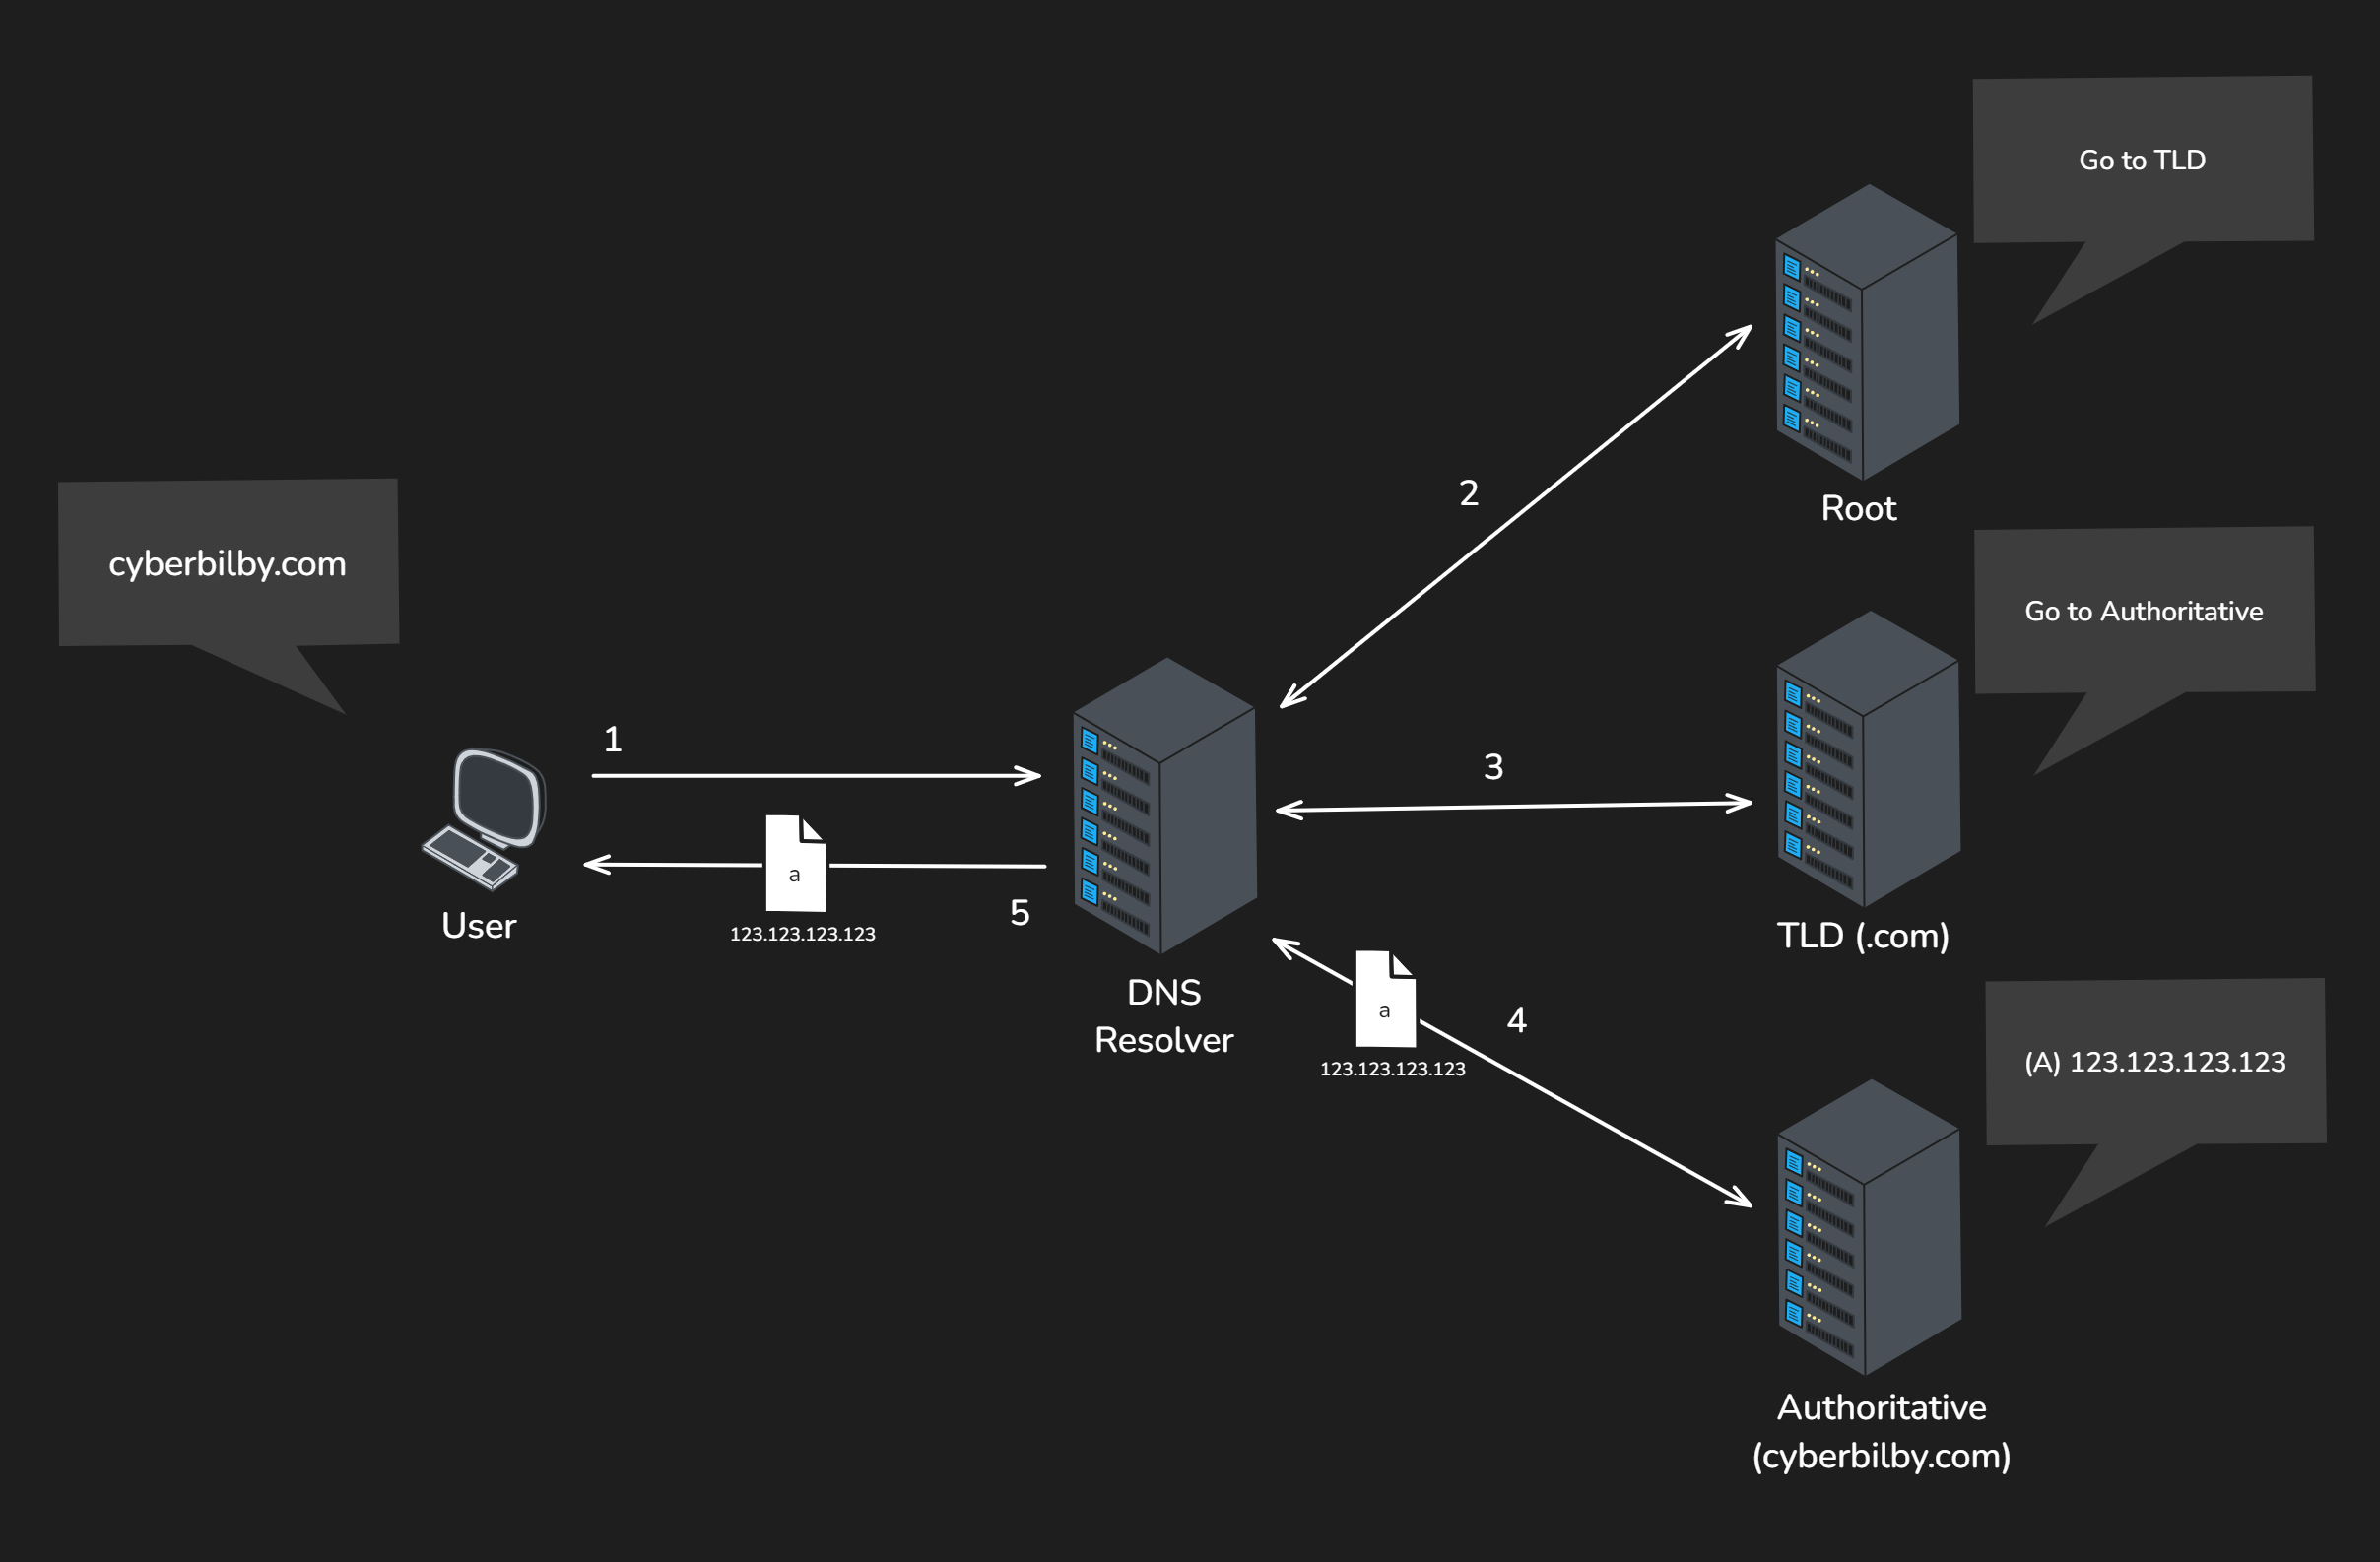 Go to TLD
2
Root
cyberbilby.com
Go to Authoritative
1
3
a
123.123.123.123
5
User
TLD (.com)
DNS
Resolver
a
123.123.123.123
4
(A) 123.123.123.123
Authoritative
(cyberbilby.com)